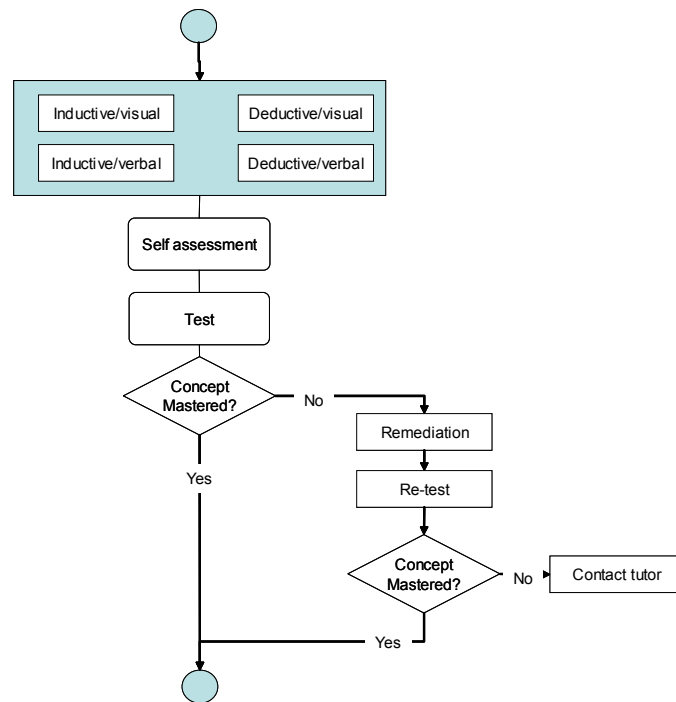 Inductive/visual
Deductive/visual
Inductive/verbal
Deductive/verbal
Self assessment
Test
Concept
Mastered?
No
Remediation
Yes
Re-test
Concept
Mastered?
No
Contact tutor
Yes